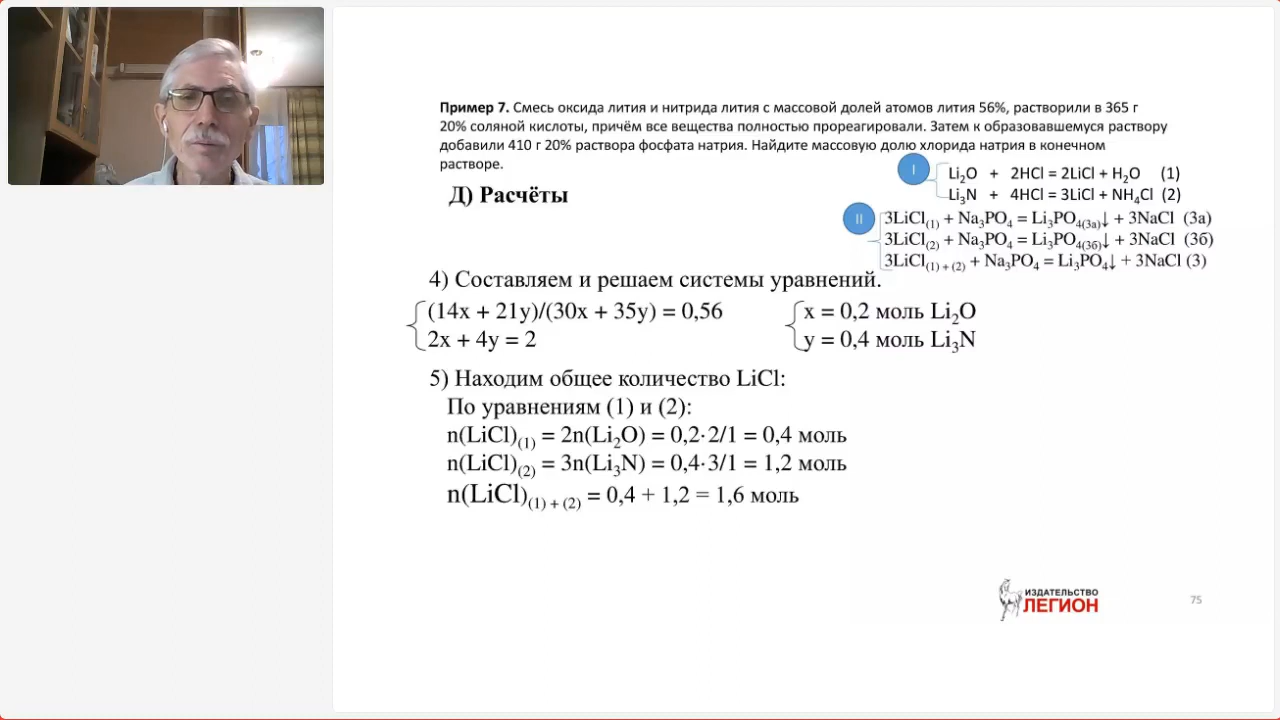 Пример 7. Смесь оксида лития и нитрида лития с массовой долей атомов лития 56%, растворили в 365 г
20% соляной кислоты, причём все вещества полностью прореагировали. Затем к образовавшемуся раствору
добавили 410 г 20% раствора фосфата натрия. Найдите массовую долю хлорида натрия в конечном
растворе.
I
Li₂O + 2HCl = 2LiCl + H₂O (1)
Li₃N + 4HCl = 3LiCl + NH₄Cl (2)
Д) Расчёты
II
3LiCl₍₁₎ + Na₃PO₄ = Li₃PO₄₍₃ₐ₎↓ + 3NaCl (3а)
3LiCl₍₂₎ + Na₃PO₄ = Li₃PO₄(3б)↓ + 3NaCl (3б)
3LiCl₍₁₎ ₊ ₍₂₎ + Na₃PO₄ = Li₃PO₄↓ + 3NaCl (3)
4) Составляем и решаем системы уравнений.
(14x + 21y)/(30x + 35y) = 0,56 x = 0,2 моль Li₂O
2x + 4y = 2 y = 0,4 моль Li₃N
5) Находим общее количество LiCl:
По уравнениям (1) и (2):
n(LiCl)₍₁₎ = 2n(Li₂O) = 0,2·2/1 = 0,4 моль
n(LiCl)₍₂₎ = 3n(Li₃N) = 0,4·3/1 = 1,2 моль
n(LiCl)₍₁₎ ₊ ₍₂₎ = 0,4 + 1,2 = 1,6 моль
ИЗДАТЕЛЬСТВО
ЛЕГИОН
75